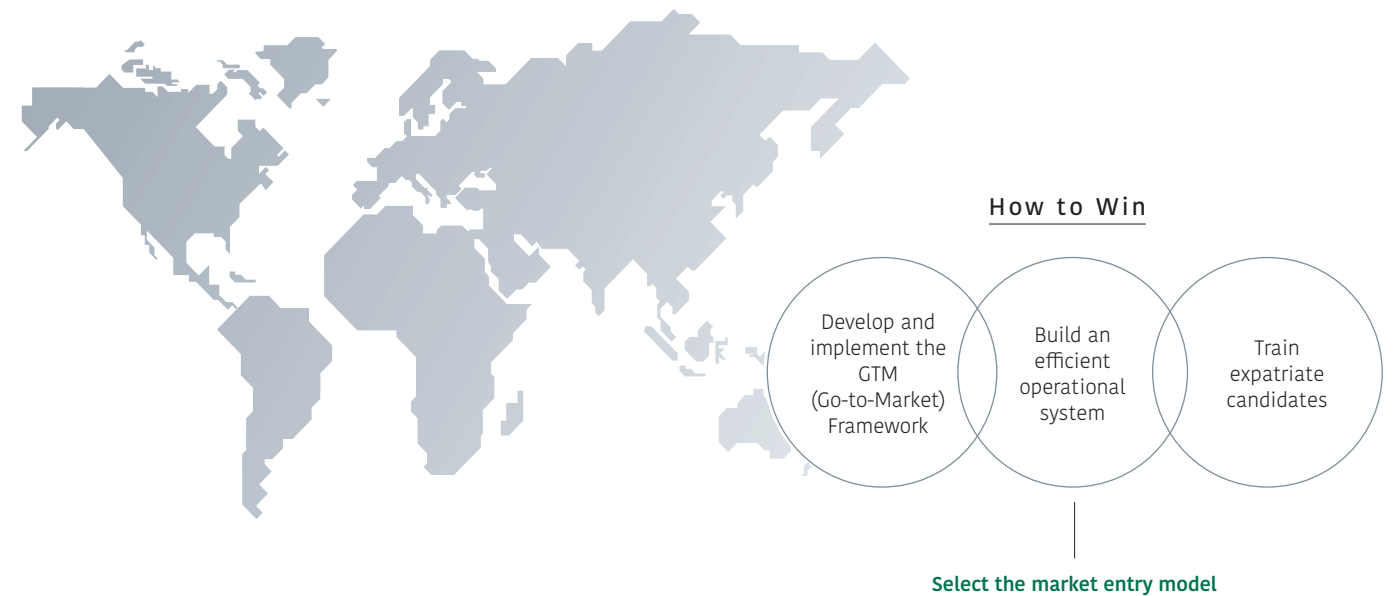 How to Win
Develop and
implement the
GTM
(Go-to-Market)
Framework
Build an
efficient
operational
system
Train
expatriate
candidates
Select the market entry model